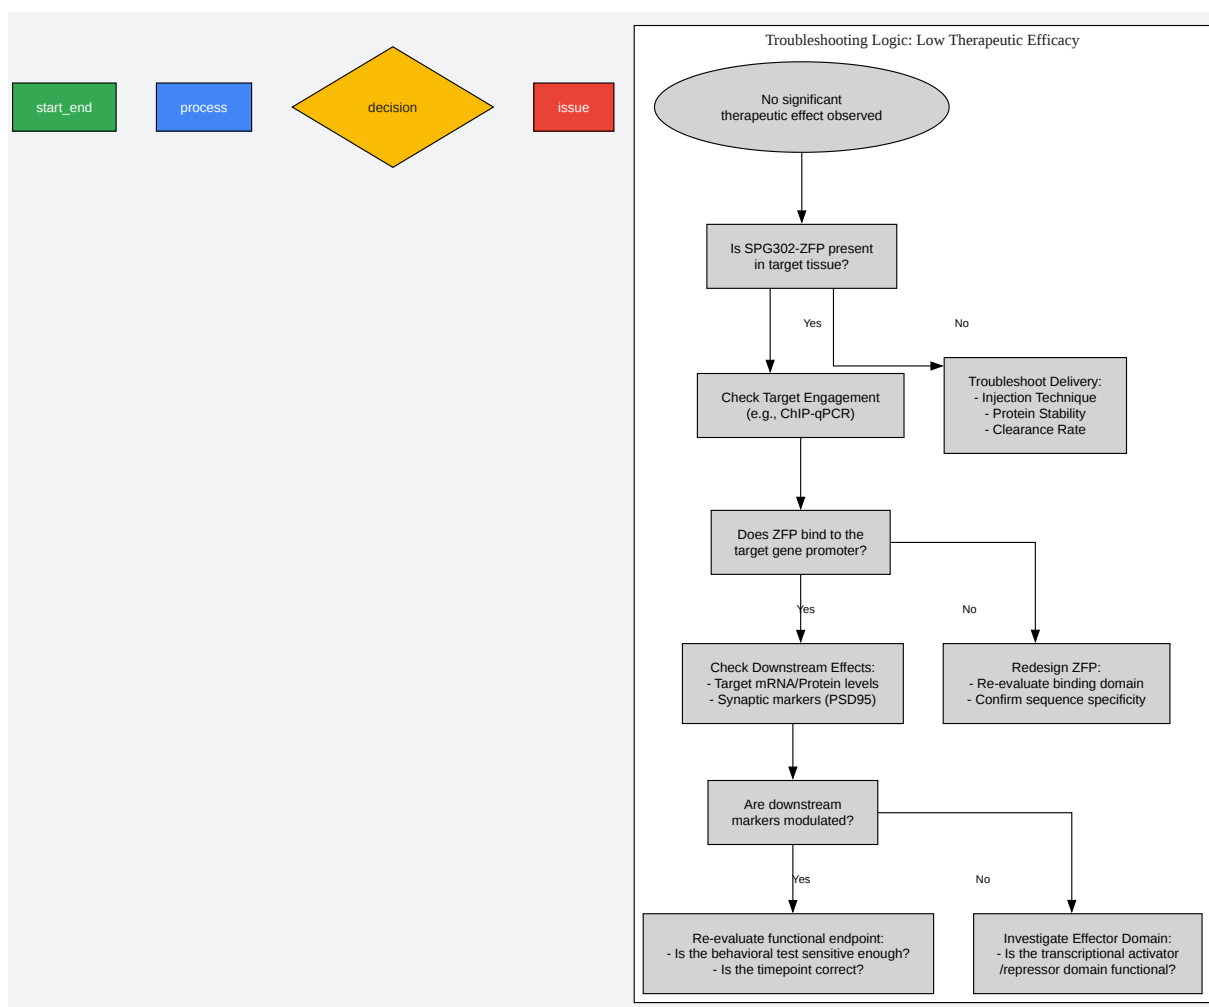 start_end
process
decision
issue
Troubleshooting Logic: Low Therapeutic Efficacy
No significant
therapeutic effect observed
Is SPG302-ZFP present
in target tissue?
Yes
No
Check Target Engagement
(e.g., ChIP-qPCR)
Troubleshoot Delivery:
- Injection Technique
- Protein Stability
- Clearance Rate
Does ZFP bind to the
target gene promoter?
Yes
No
Check Downstream Effects:
- Target mRNA/Protein levels
- Synaptic markers (PSD95)
Redesign ZFP:
- Re-evaluate binding domain
- Confirm sequence specificity
Are downstream
markers modulated?
Yes
No
Re-evaluate functional endpoint:
- Is the behavioral test sensitive enough?
- Is the timepoint correct?
Investigate Effector Domain:
- Is the transcriptional activator
/repressor domain functional?